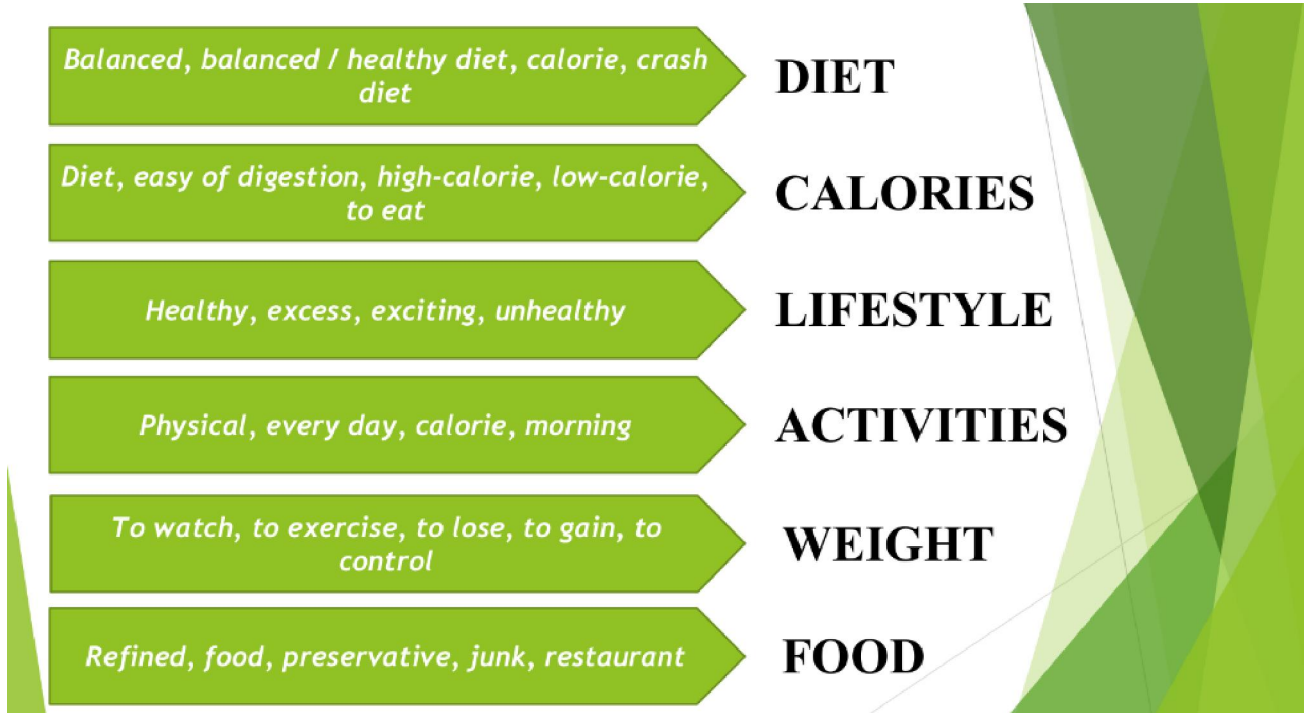 Balanced, balanced / healthy diet, calorie, crash
diet
DIET
Diet, easy of digestion, high-calorie, low-calorie,
to eat
CALORIES
Healthy, excess, exciting, unhealthy
LIFESTYLE
Physical, every day, calorie, morning
ACTIVITIES
To watch, to exercise, to lose, to gain, to
control
WEIGHT
Refined, food, preservative, junk, restaurant
FOOD